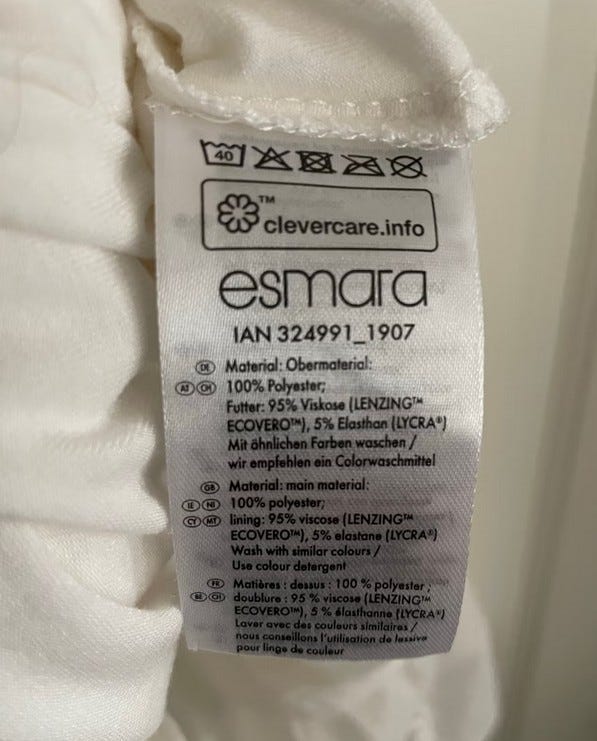 40
™
clevercare.info
esmara
IAN 324991_1907
DE Material: Obermaterial:
AT CH 100% Polyester;
Futter: 95% Viskose (LENZING™
ECOVERO™), 5% Elasthan (LYCRA®)
Mit ähnlichen Farben waschen /
wir empfehlen ein Colorwaschmittel
GB Material: main material:
IE NI 100% polyester;
CY MT lining: 95% viscose (LENZING™
ECOVERO™), 5% elastane (LYCRA®)
Wash with similar colours /
Use colour detergent
FR Matières : dessus : 100 % polyester ;
BE CH doublure : 95 % viscose (LENZING™
ECOVERO™), 5 % élasthanne (LYCRA®)
Laver avec des couleurs similaires /
nous conseillons l'utilisation de lessive
pour linge de couleur